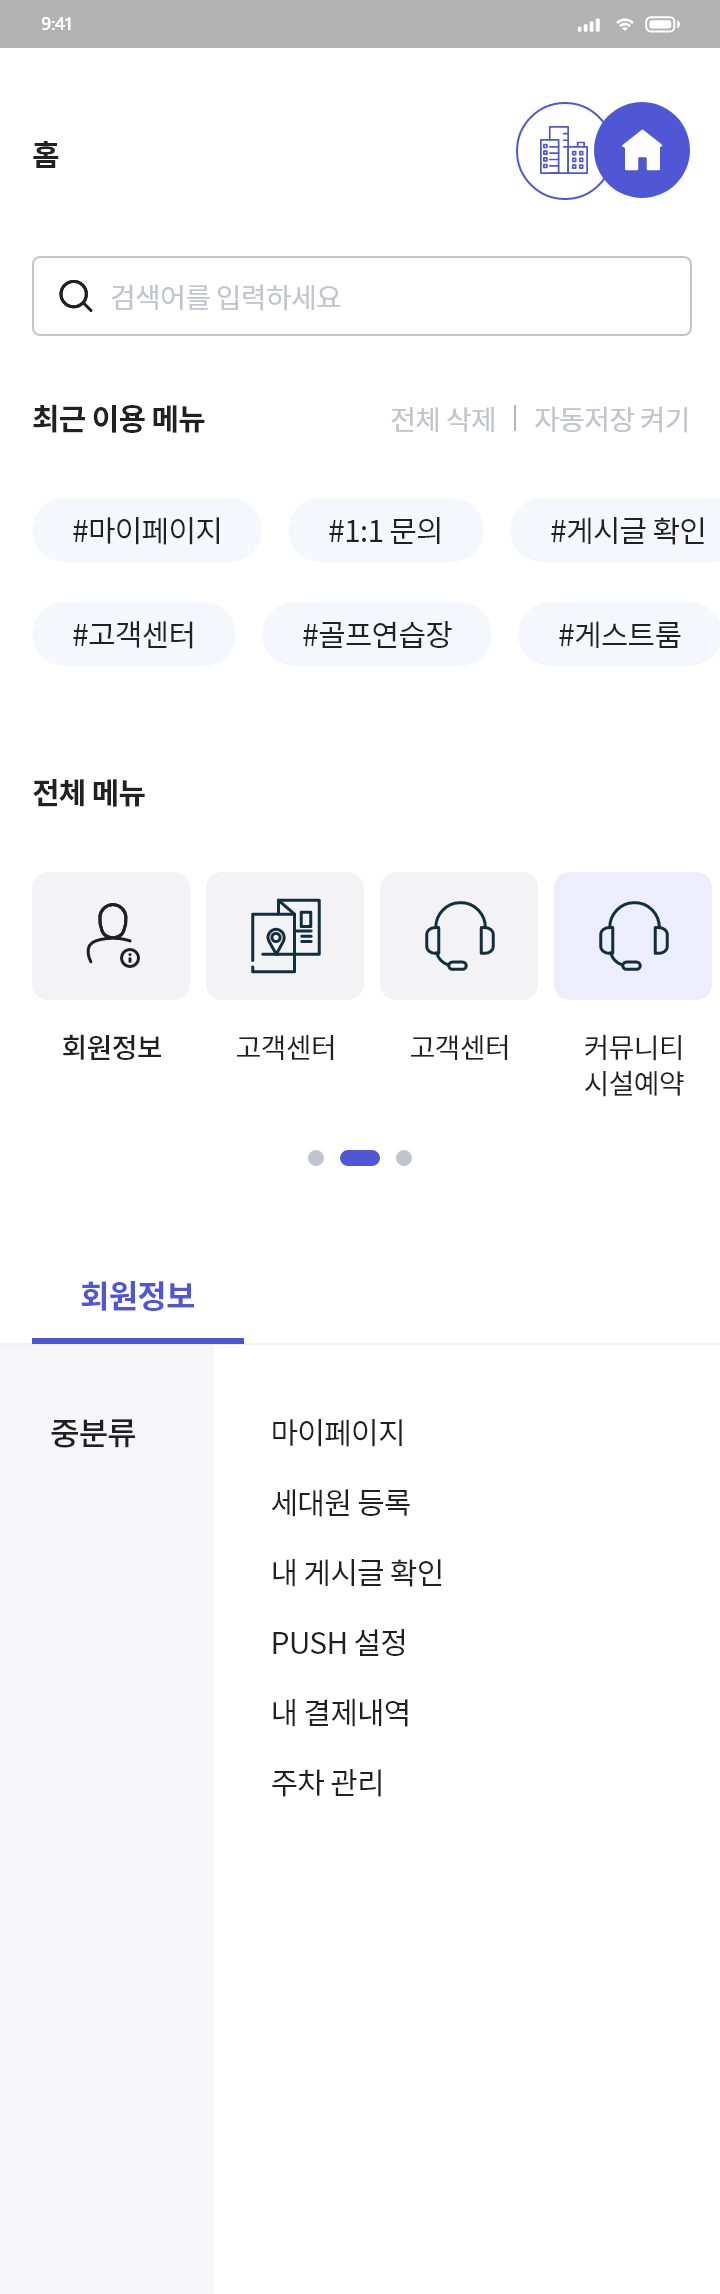 9:41
홈
검색어를 입력하세요
최근 이용 메뉴
전체 삭제 | 자동저장 켜기
#마이페이지 #1:1 문의 #게시글 확인
#고객센터 #골프연습장 #게스트룸
전체 메뉴
회원정보 고객센터 고객센터 커뮤니티
시설예약
회원정보
중분류
마이페이지
세대원 등록
내 게시글 확인
PUSH 설정
내 결제내역
주차 관리